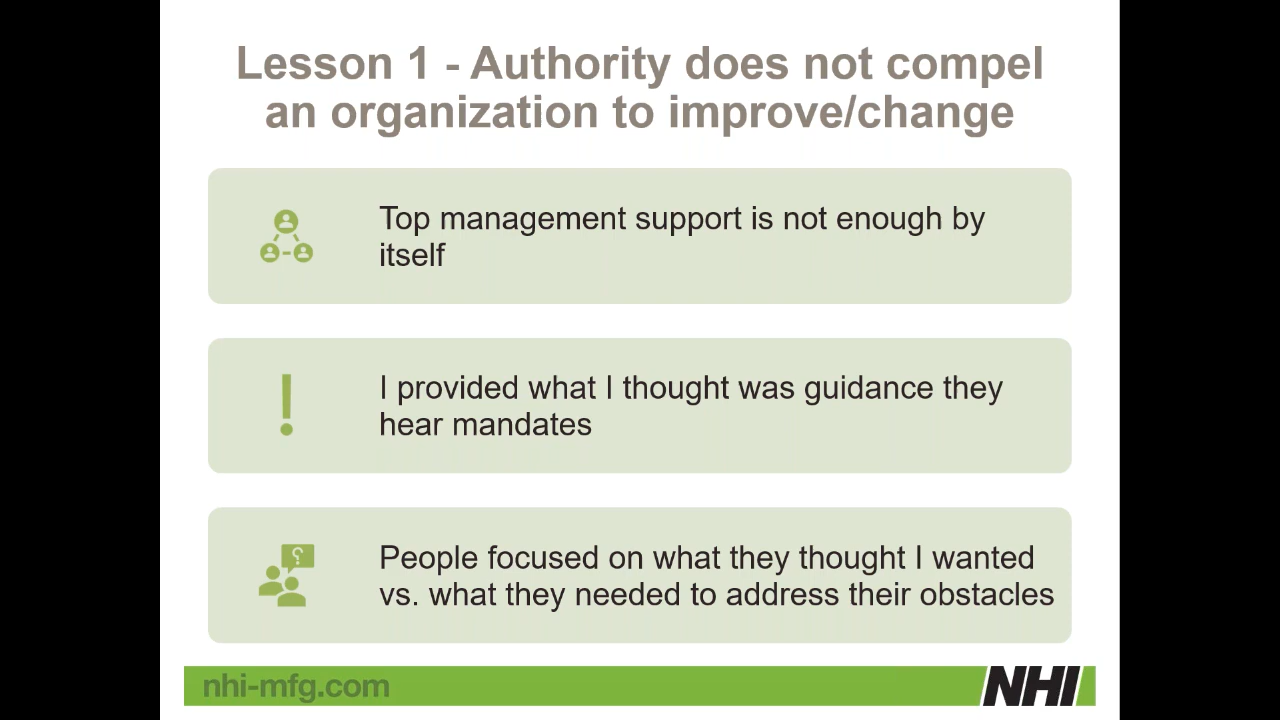 Lesson 1 - Authority does not compel
an organization to improve/change
Top management support is not enough by
itself
I provided what I thought was guidance they
hear mandates
People focused on what they thought I wanted
vs. what they needed to address their obstacles
nhi-mfg.com
NHI